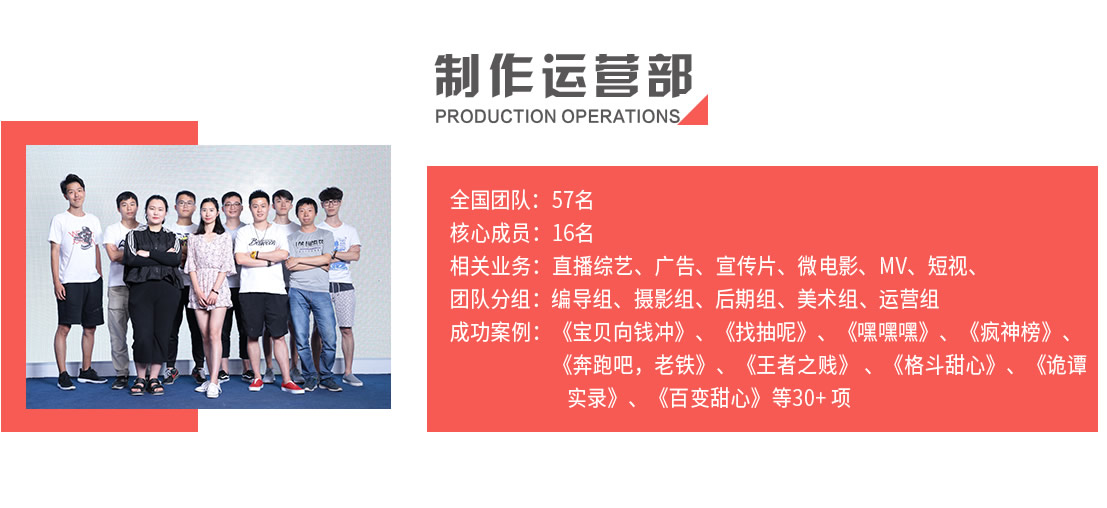 制作运营部
PRODUCTION OPERATIONS
全国团队：57名
核心成员：16名
相关业务：直播综艺、广告、宣传片、微电影、MV、短视、
团队分组：编导组、摄影组、后期组、美术组、运营组
成功案例：《宝贝向钱冲》、《找抽呢》、《嘿嘿嘿》、《疯神榜》、
《奔跑吧，老铁》、《王者之贱》、《格斗甜心》、《诡谭
实录》、《百变甜心》等30+ 项